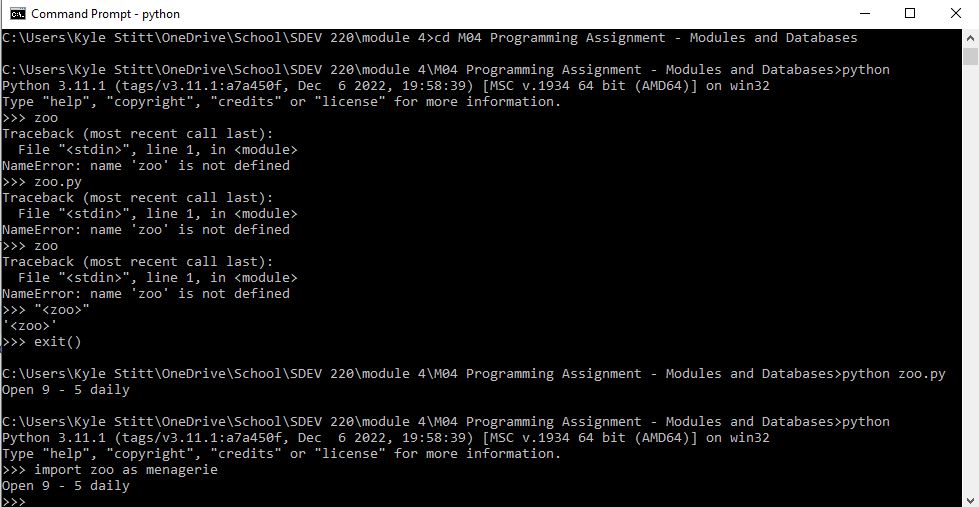 Command Prompt - python
C:\Users\Kyle Stitt\OneDrive\School\SDEV 220\module 4>cd M04 Programming Assignment - Modules and Databases
C:\Users\Kyle Stitt\OneDrive\School\SDEV 220\module 4\M04 Programming Assignment - Modules and Databases>python
Python 3.11.1 (tags/v3.11.1:a7a450f, Dec  6 2022, 19:58:39) [MSC v.1934 64 bit (AMD64)] on win32
Type "help", "copyright", "credits" or "license" for more information.
>>> zoo
Traceback (most recent call last):
  File "<stdin>", line 1, in <module>
NameError: name 'zoo' is not defined
>>> zoo.py
Traceback (most recent call last):
  File "<stdin>", line 1, in <module>
NameError: name 'zoo' is not defined
>>> zoo
Traceback (most recent call last):
  File "<stdin>", line 1, in <module>
NameError: name 'zoo' is not defined
>>> "<zoo>"
'<zoo>'
>>> exit()
C:\Users\Kyle Stitt\OneDrive\School\SDEV 220\module 4\M04 Programming Assignment - Modules and Databases>python zoo.py
Open 9 - 5 daily
C:\Users\Kyle Stitt\OneDrive\School\SDEV 220\module 4\M04 Programming Assignment - Modules and Databases>python
Python 3.11.1 (tags/v3.11.1:a7a450f, Dec  6 2022, 19:58:39) [MSC v.1934 64 bit (AMD64)] on win32
Type "help", "copyright", "credits" or "license" for more information.
>>> import zoo as menagerie
Open 9 - 5 daily
>>>